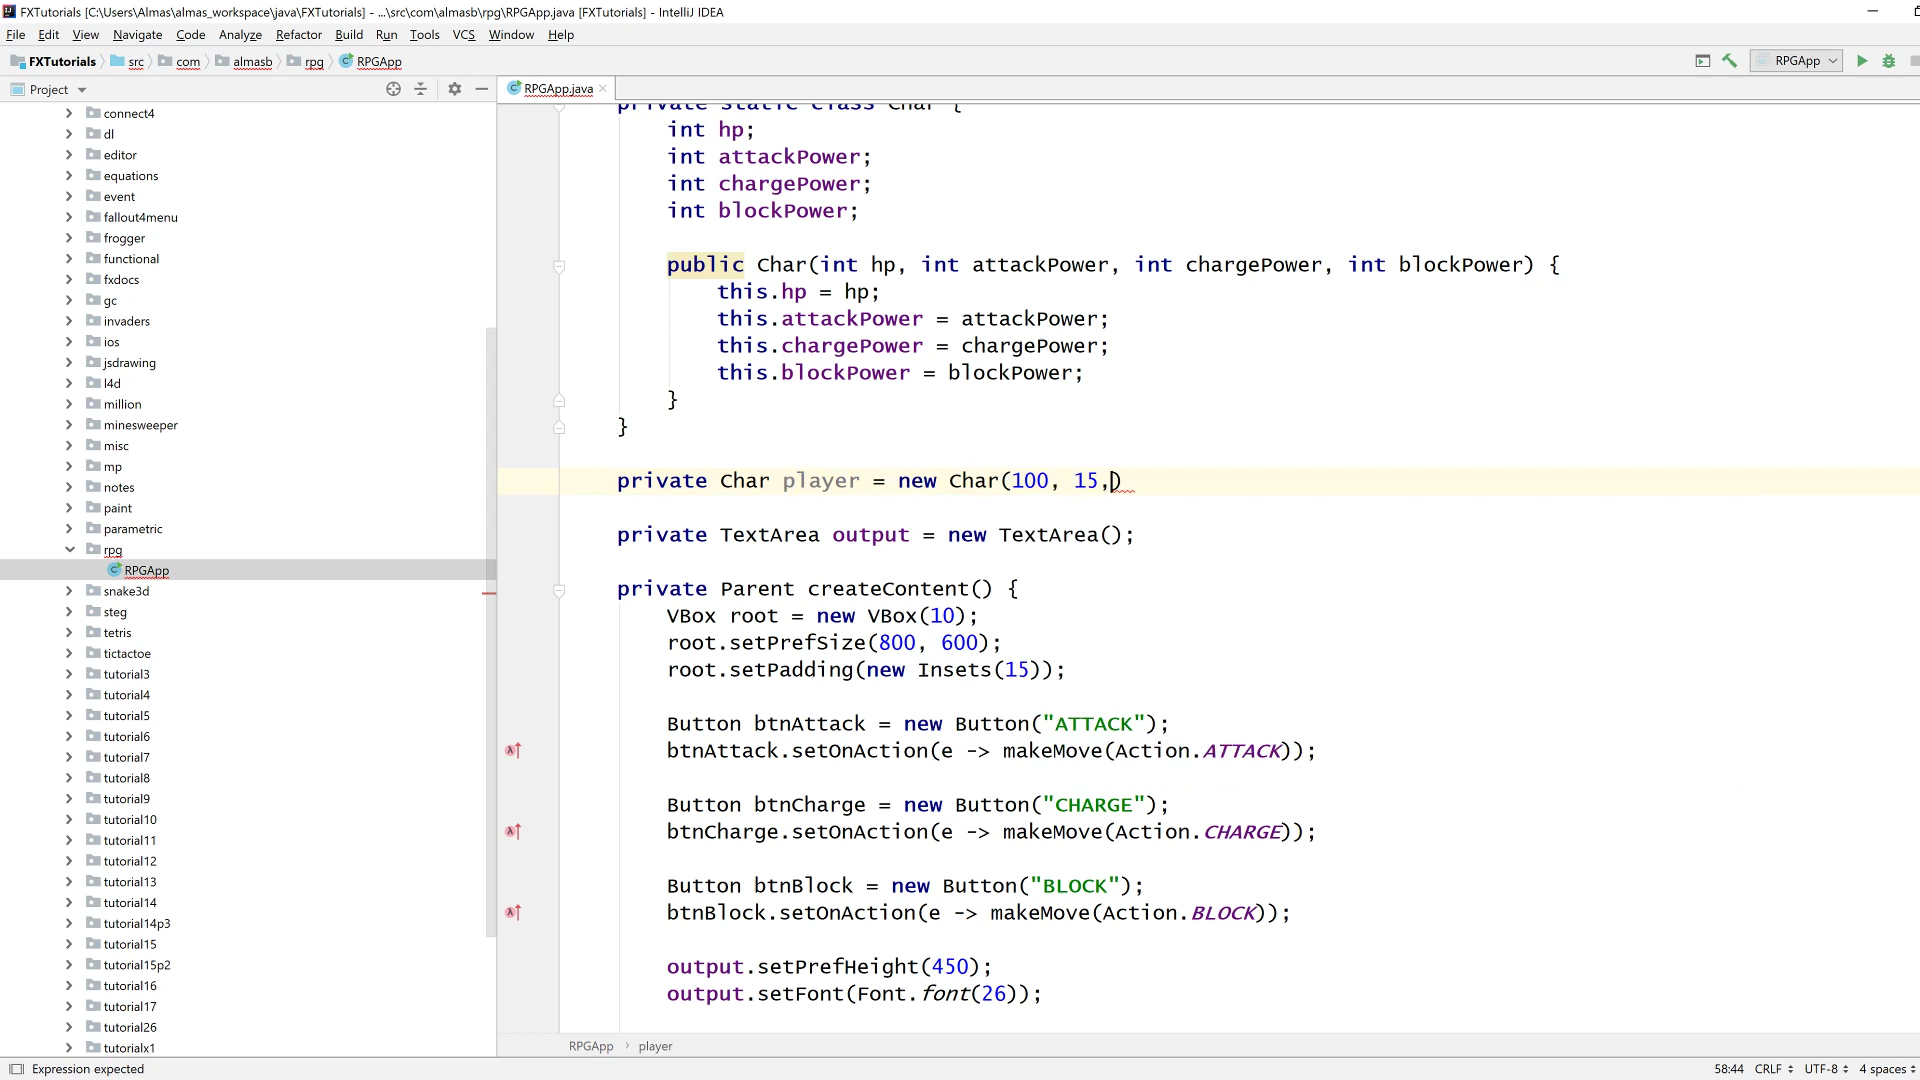 FXTutorials [C:\Users\Almas\almas_workspace\java\FXTutorials] - ...\src\com\almasb\rpg\RPGApp.java [FXTutorials] - IntelliJ IDEA
File Edit View Navigate Code Analyze Refactor Build Run Tools VCS Window Help
FXTutorials src com almasb rpg RPGApp RPGApp
Project RPGApp.java
connect4
dl
editor
equations
event
fallout4menu
frogger
functional
fxdocs
gc
invaders
ios
jsdrawing
l4d
million
minesweeper
misc
mp
notes
paint
parametric
rpg
RPGApp
snake3d
steg
tetris
tictactoe
tutorial3
tutorial4
tutorial5
tutorial6
tutorial7
tutorial8
tutorial9
tutorial10
tutorial11
tutorial12
tutorial13
tutorial14
tutorial14p3
tutorial15
tutorial15p2
tutorial16
tutorial17
tutorial26
tutorialx1
private static class Char {
int hp;
int attackPower;
int chargePower;
int blockPower;
public Char(int hp, int attackPower, int chargePower, int blockPower) {
this.hp = hp;
this.attackPower = attackPower;
this.chargePower = chargePower;
this.blockPower = blockPower;
}
}
private Char player = new Char(100, 15,)
private TextArea output = new TextArea();
private Parent createContent() {
VBox root = new VBox(10);
root.setPrefSize(800, 600);
root.setPadding(new Insets(15));
Button btnAttack = new Button("ATTACK");
btnAttack.setOnAction(e -> makeMove(Action.ATTACK));
Button btnCharge = new Button("CHARGE");
btnCharge.setOnAction(e -> makeMove(Action.CHARGE));
Button btnBlock = new Button("BLOCK");
btnBlock.setOnAction(e -> makeMove(Action.BLOCK));
output.setPrefHeight(450);
output.setFont(Font.font(26));
RPGApp player
Expression expected 58:44 CRLF UTF-8 4 spaces